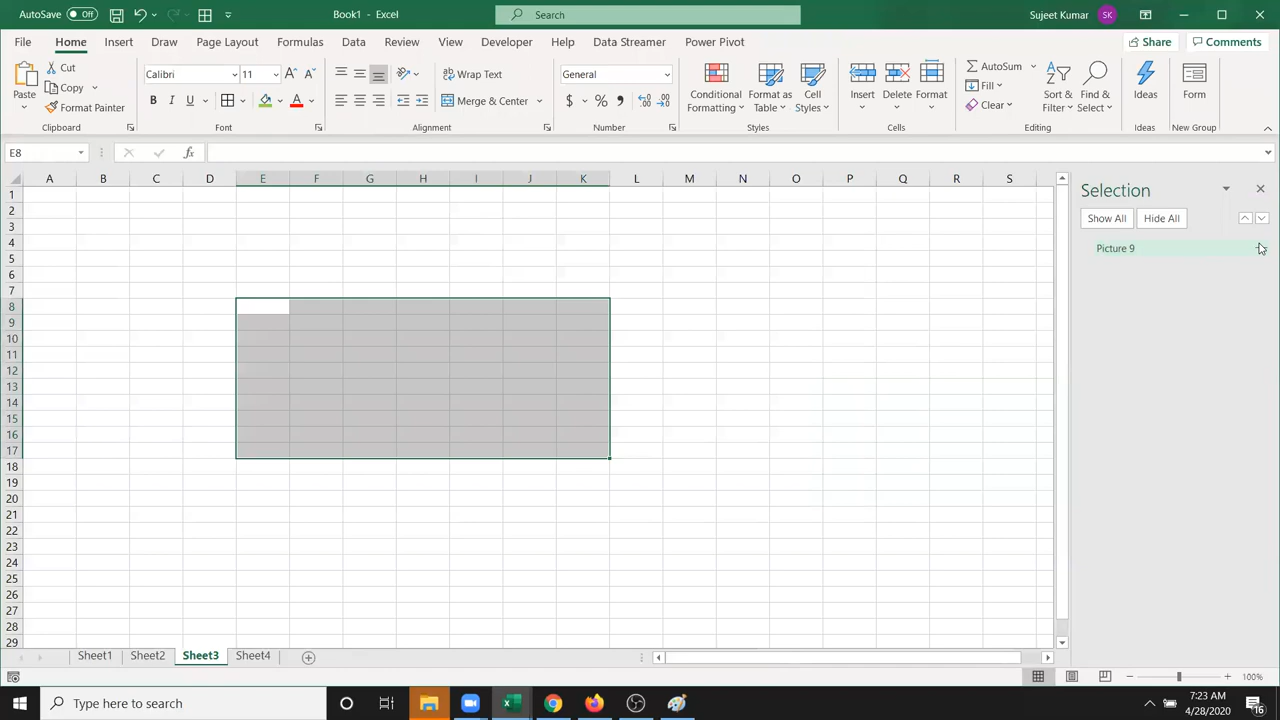 AutoSave Off Book1 - Excel Search Sujeet Kumar SK
File Home Insert Draw Page Layout Formulas Data Review View Developer Help Data Streamer Power Pivot Share Comments
Paste Cut Copy Format Painter Clipboard
Calibri 11 A A B I U A Font
Wrap Text Merge & Center Alignment
General $ % , Number
Conditional Formatting Format as Table Cell Styles Styles
Insert Delete Format Cells
AutoSum Fill Clear Sort & Filter Find & Select Editing
Ideas Ideas
Form New Group
E8 fx
A B C D E F G H I J K L M N O P Q R S
1
2
3
4
5
6
7
8
9
10
11
12
13
14
15
16
17
18
19
20
21
22
23
24
25
26
27
28
29
Selection
Show All Hide All
Picture 9
Sheet1 Sheet2 Sheet3 Sheet4
100%
Type here to search
7:23 AM
4/28/2020
16